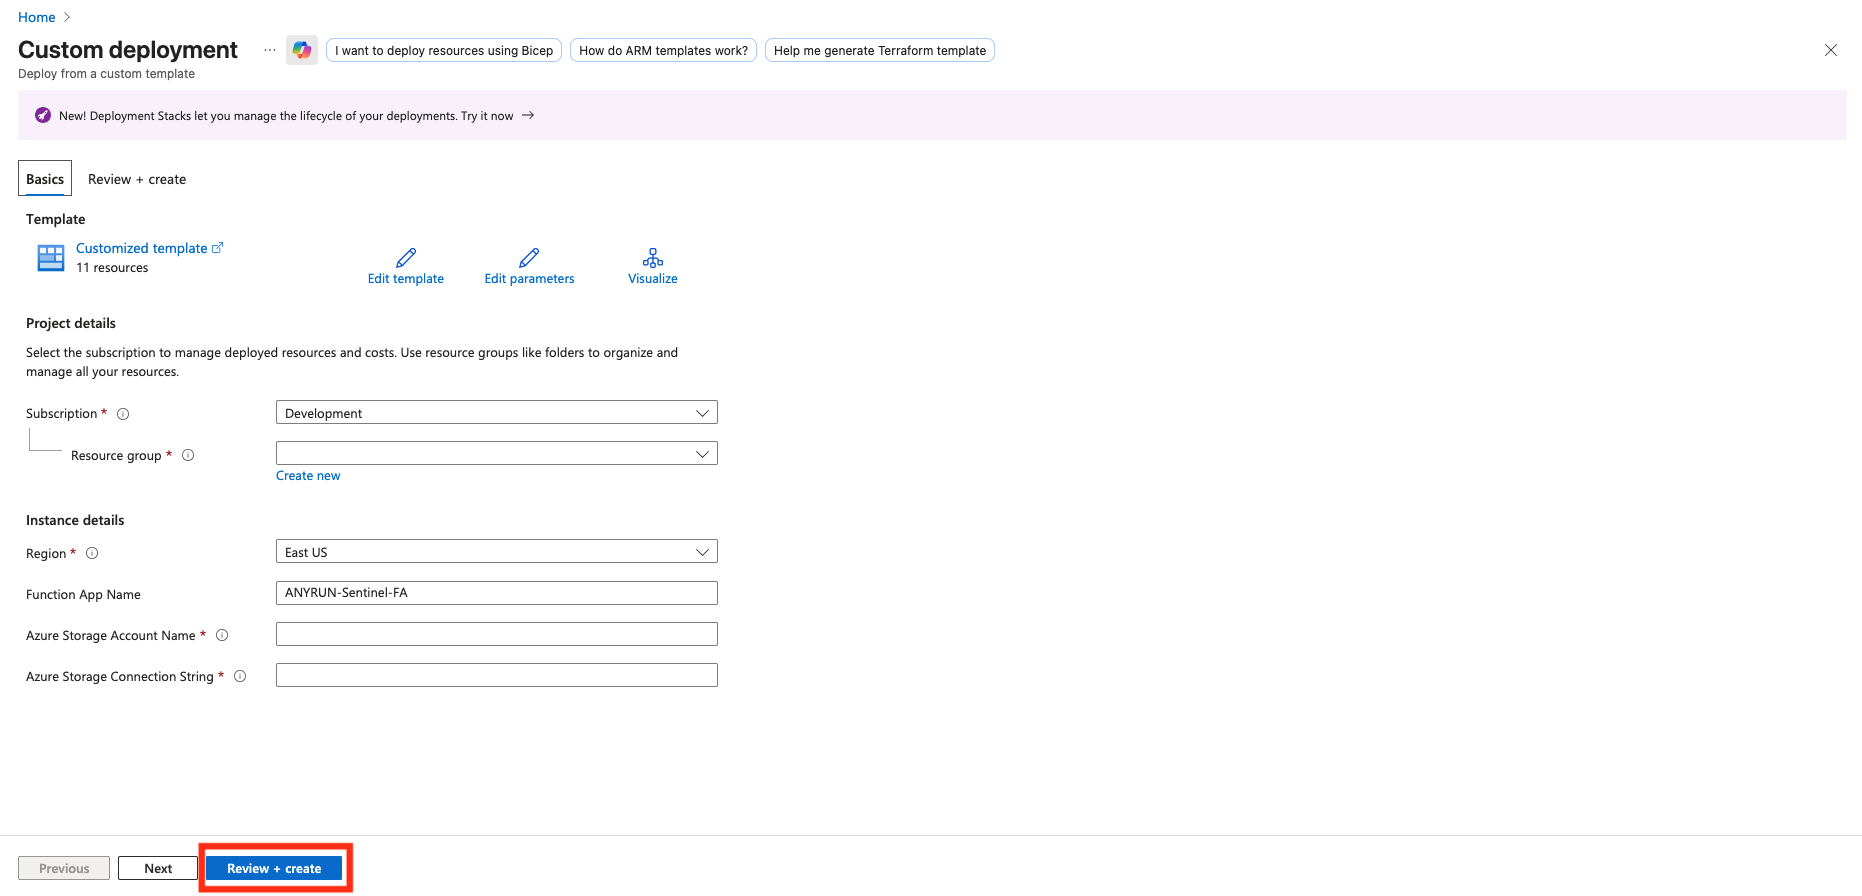 Home
Custom deployment
I want to deploy resources using Bicep
How do ARM templates work?
Help me generate Terraform template
Deploy from a custom template
New! Deployment Stacks let you manage the lifecycle of your deployments. Try it now →
Basics
Review + create
Template
Customized template
11 resources
Edit template
Edit parameters
Visualize
Project details
Select the subscription to manage deployed resources and costs. Use resource groups like folders to organize and
manage all your resources.
Subscription *
Development
Resource group *
Create new
Instance details
Region *
East US
Function App Name
ANYRUN-Sentinel-FA
Azure Storage Account Name *
Azure Storage Connection String *
Previous
Next
Review + create